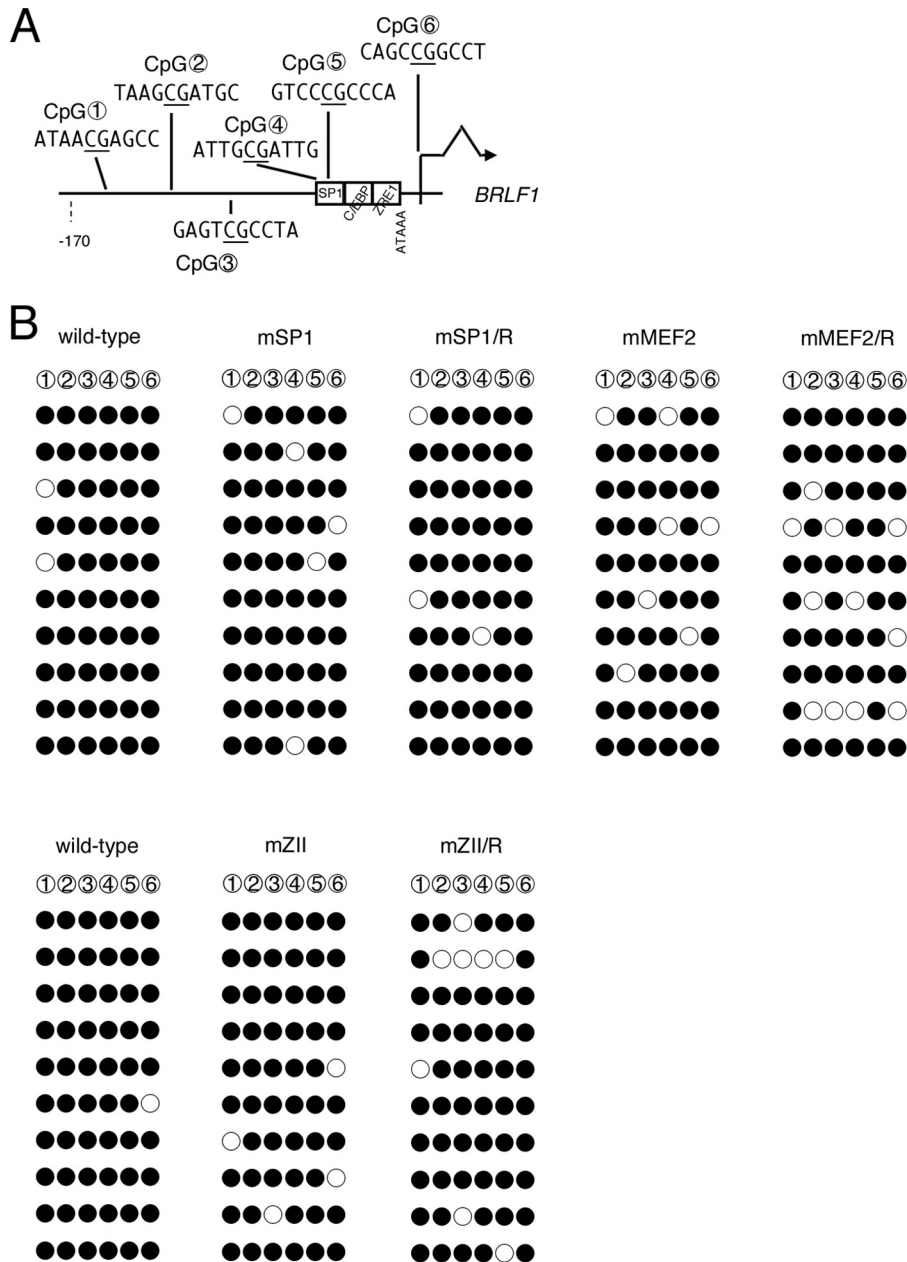 A
CpG⑥
CAGCCGGCCT
CpG②
TAAGCGATGC
CpG⑤
GTCCCGCCCA
CpG①
ATAACGAGCC
CpG④
ATTGCGATTG
SP1
C/EBP
ZRE1
ATAAA
BRLF1
-170
GAGTCGCCTA
CpG③
B
wild-type mSP1 mSP1/R mMEF2 mMEF2/R
①②③④⑤⑥ ①②③④⑤⑥ ①②③④⑤⑥ ①②③④⑤⑥ ①②③④⑤⑥
wild-type mZII mZII/R
①②③④⑤⑥ ①②③④⑤⑥ ①②③④⑤⑥